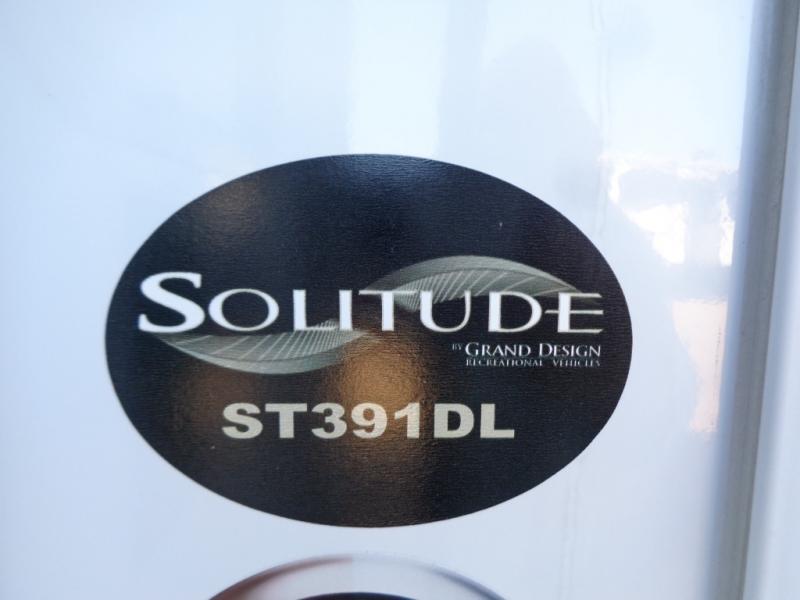 SOLITUDE
BY GRAND DESIGN
RECREATIONAL VEHICLES
ST391DL